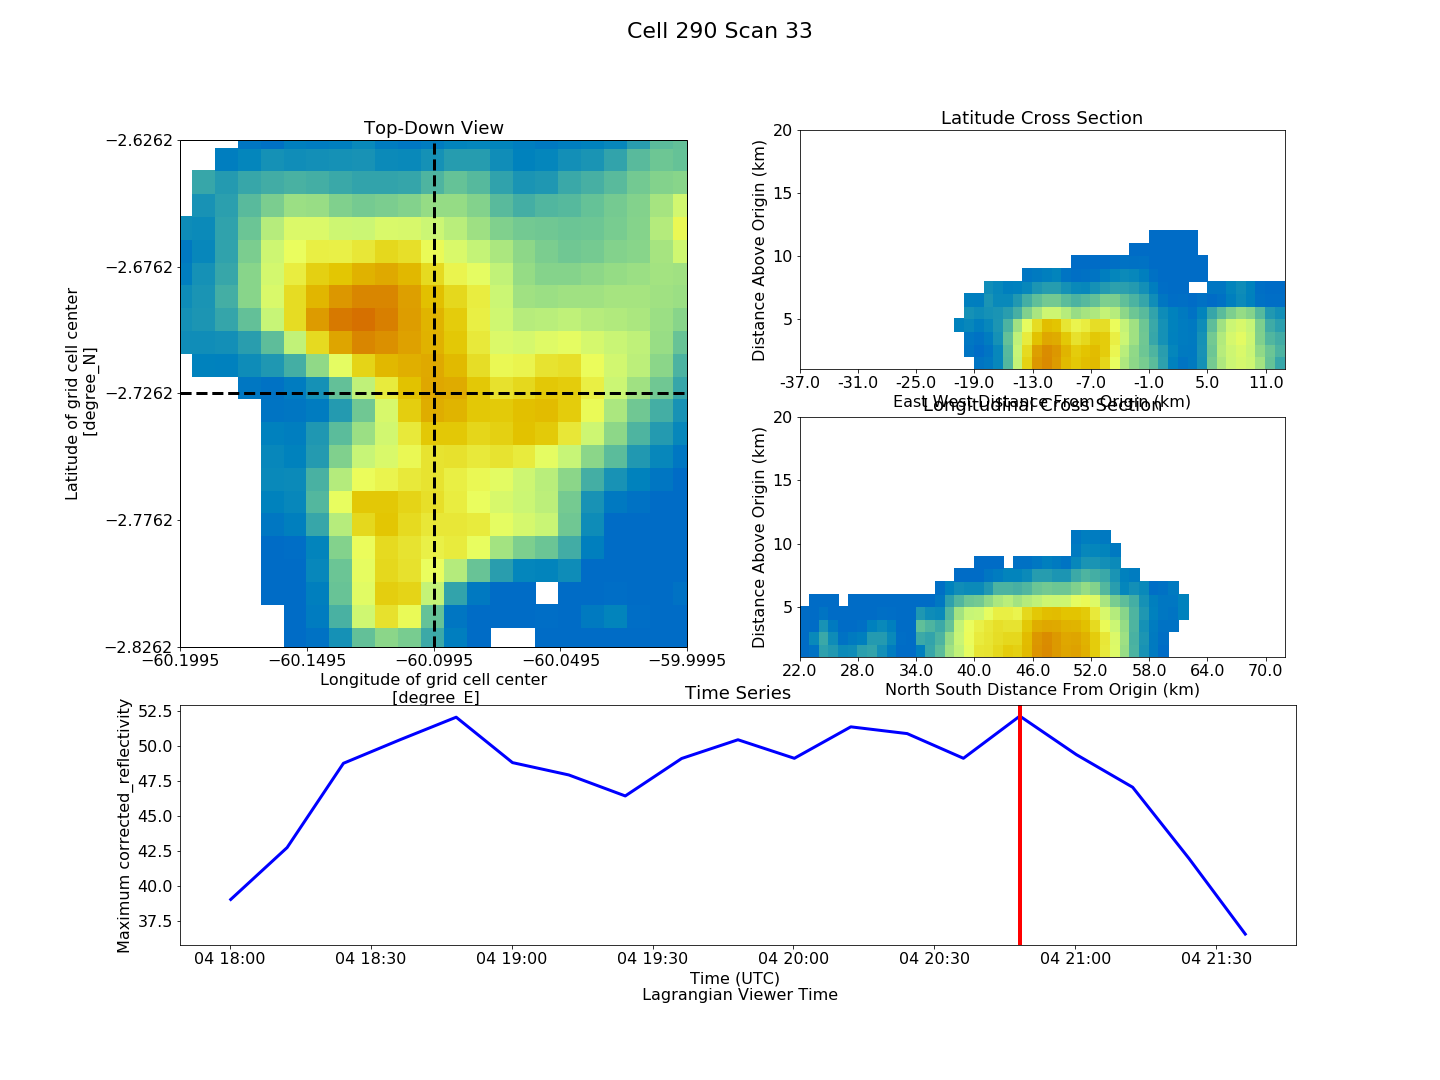 Cell 290 Scan 33
Top-Down View
−2.6262
−2.6762
−2.7262
−2.7762
−2.8262
Latitude of grid cell center
[degree_N]
−60.1995 −60.1495 −60.0995 −60.0495 −59.9995
Longitude of grid cell center
[degree_E]
Latitude Cross Section
20
15
10
5
Distance Above Origin (km)
-37.0 -31.0 -25.0 -19.0 -13.0 -7.0 -1.0 5.0 11.0
East West Distance From Origin (km)
Longitudinal Cross Section
20
15
10
5
Distance Above Origin (km)
22.0 28.0 34.0 40.0 46.0 52.0 58.0 64.0 70.0
North South Distance From Origin (km)
Time Series
52.5
50.0
47.5
45.0
42.5
40.0
37.5
Maximum corrected_reflectivity
04 18:00 04 18:30 04 19:00 04 19:30 04 20:00 04 20:30 04 21:00 04 21:30
Time (UTC)
Lagrangian Viewer Time